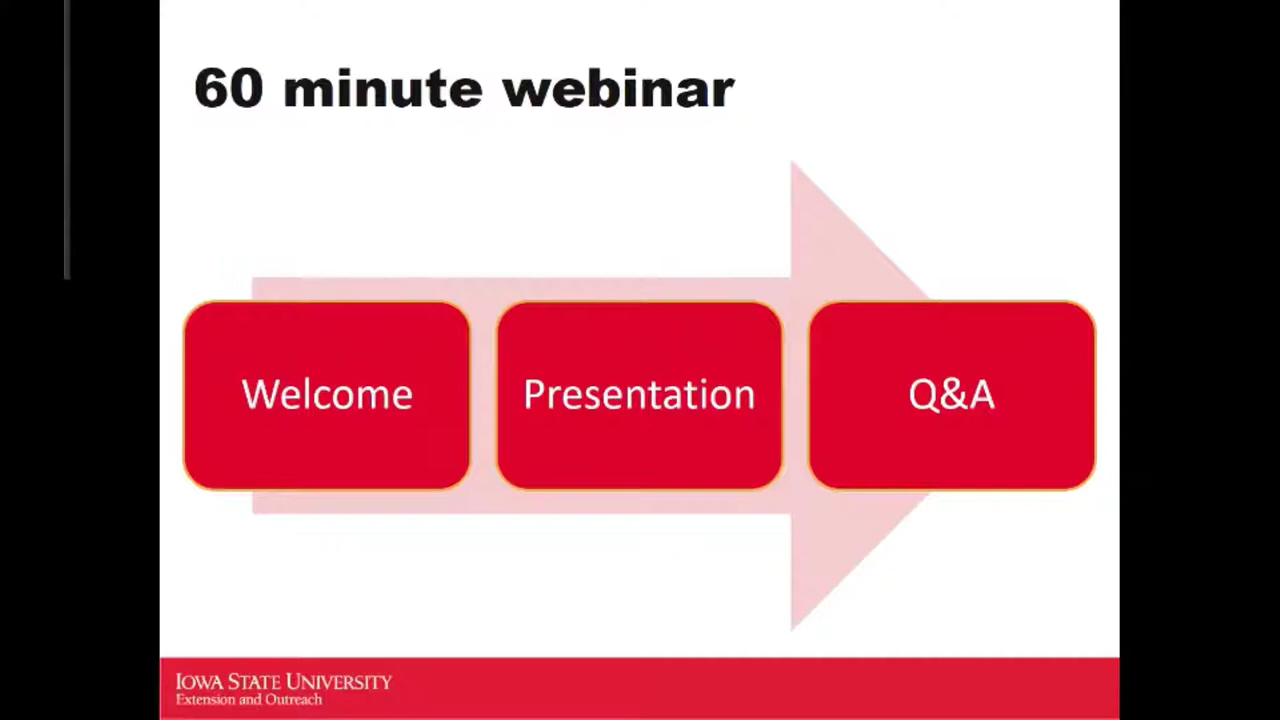 60 minute webinar
Welcome
Presentation
Q&A
IOWA STATE UNIVERSITY
Extension and Outreach